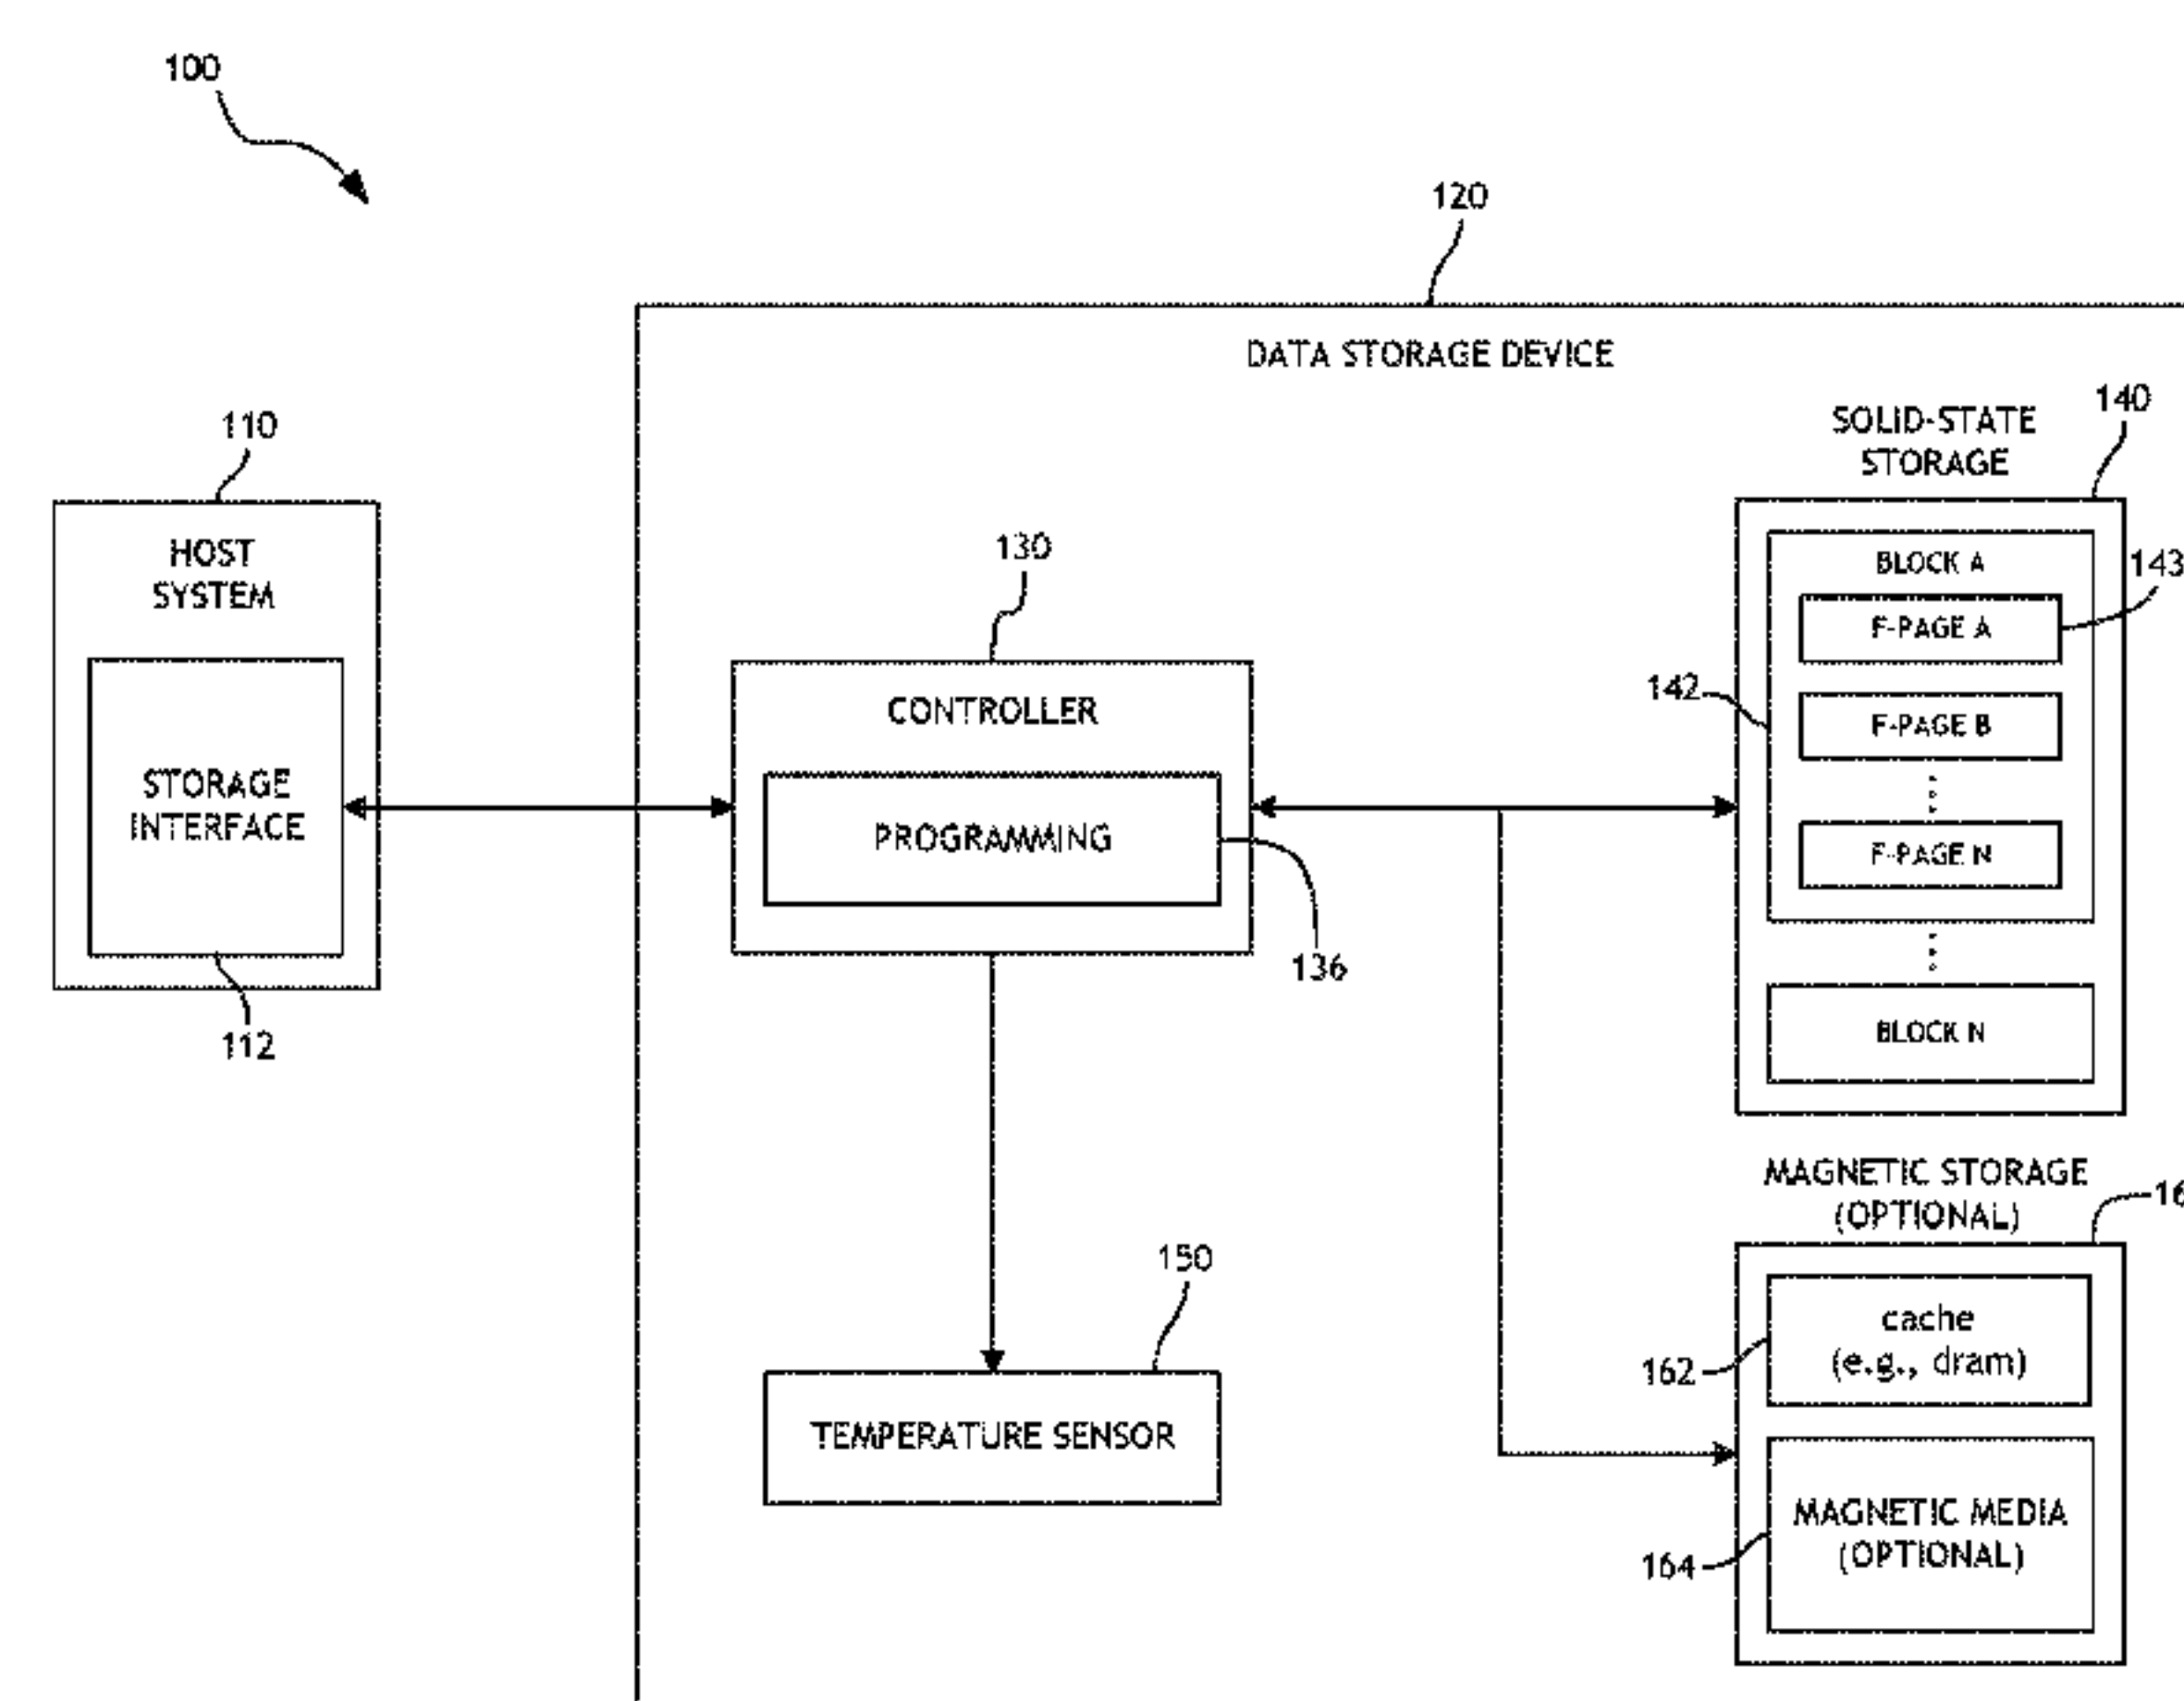 100
120
DATA STORAGE DEVICE
110
HOST
SYSTEM
STORAGE
INTERFACE
112
130
CONTROLLER
PROGRAMMING
136
150
TEMPERATURE SENSOR
SOLID-STATE
STORAGE
140
BLOCK A
143
F-PAGE A
142
F-PAGE B
F-PAGE N
BLOCK N
MAGNETIC STORAGE
(OPTIONAL)
16
cache
(e.g., dram)
162
MAGNETIC MEDIA
(OPTIONAL)
164